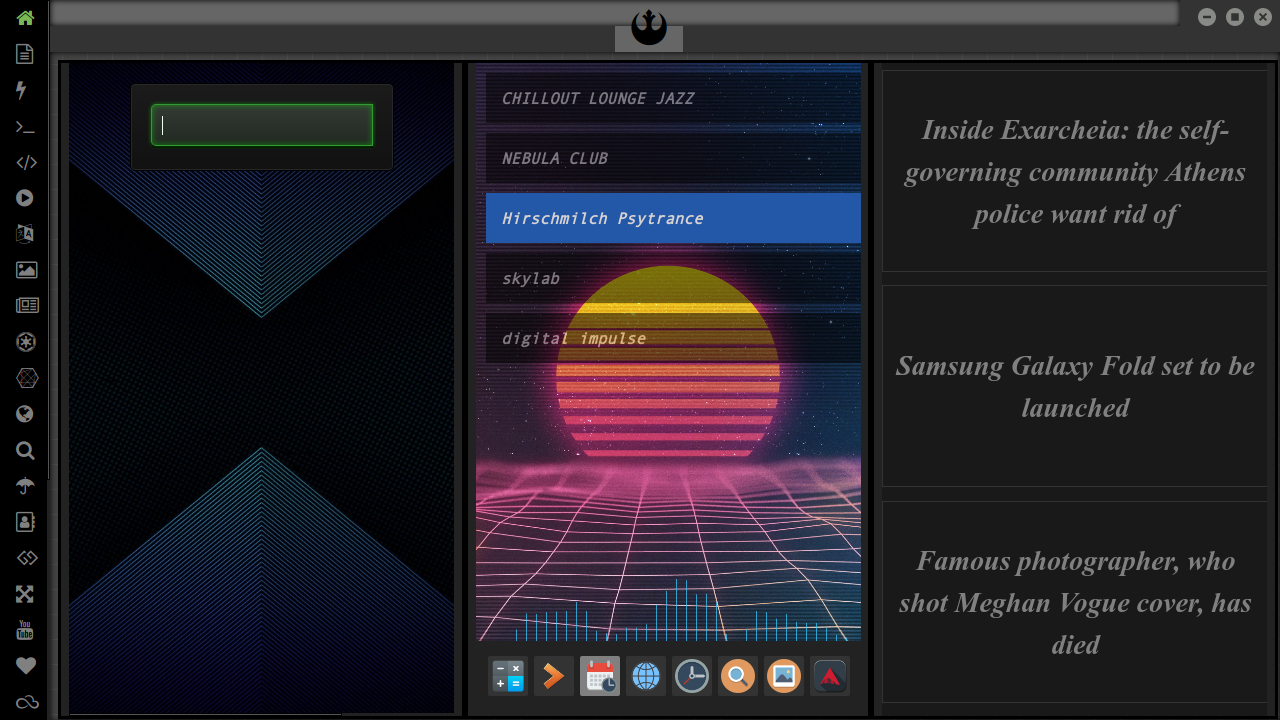 CHILLOUT LOUNGE JAZZ
NEBULA CLUB
Hirschmilch Psytrance
skylab
digital impulse
Inside Exarcheia: the self-
governing community Athens
police want rid of
Samsung Galaxy Fold set to be
launched
Famous photographer, who
shot Meghan Vogue cover, has
died
You
Tube